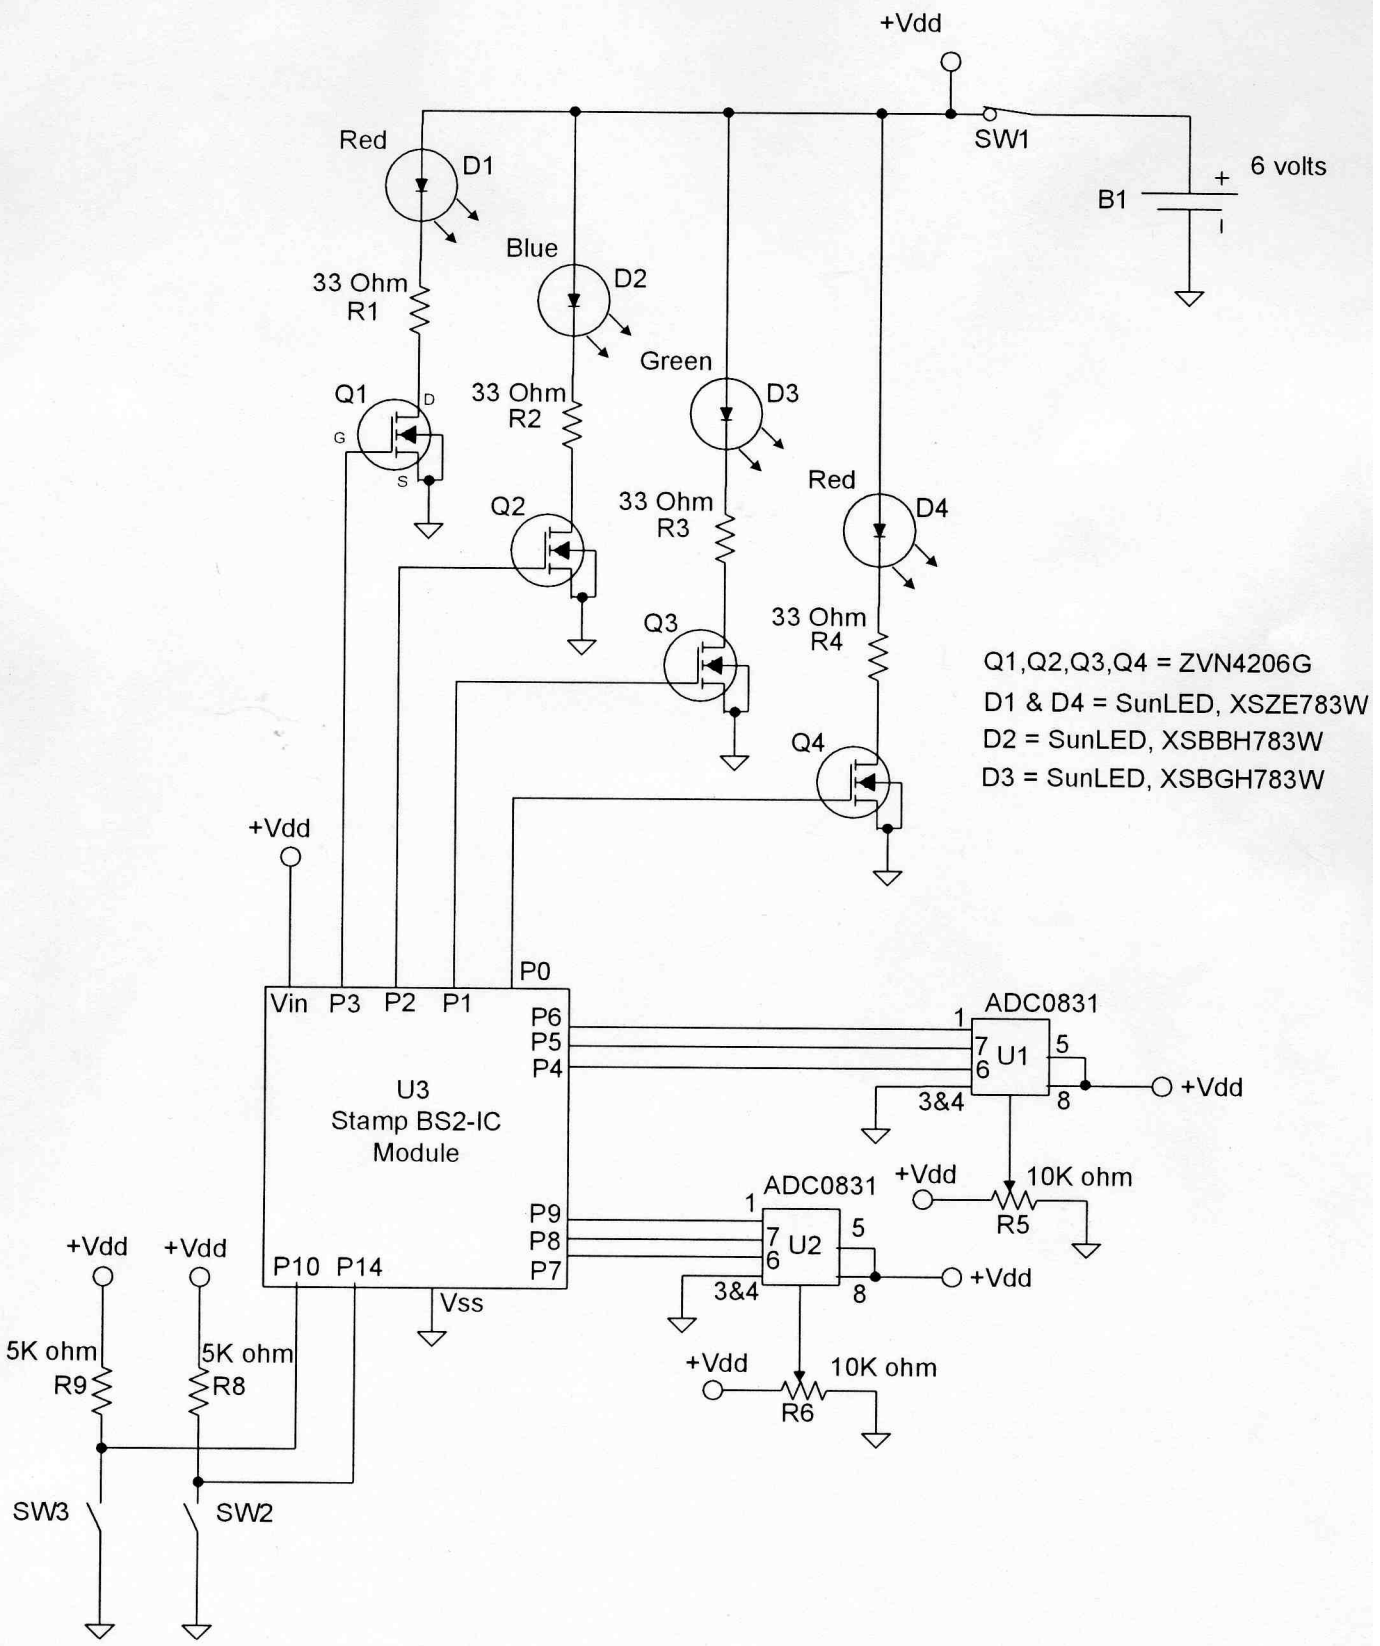 +Vdd
SW1
6 volts
+
B1
Red
D1
33 Ohm
R1
Q1
D
G
S
Blue
D2
33 Ohm
R2
Q2
Green
D3
33 Ohm
R3
Q3
Red
D4
33 Ohm
R4
Q4
Q1,Q2,Q3,Q4 = ZVN4206G
D1 & D4 = SunLED, XSZE783W
D2 = SunLED, XSBBH783W
D3 = SunLED, XSBGH783W
+Vdd
Vin P3 P2 P1
P0
P6
P5
P4
U3
Stamp BS2-IC
Module
P9
P8
P7
P10 P14
Vss
ADC0831
1
7
6
U1
5
3&4
8
+Vdd
+Vdd
10K ohm
R5
ADC0831
1
7
6
U2
5
3&4
8
+Vdd
+Vdd
10K ohm
R6
+Vdd +Vdd
5K ohm
R9
5K ohm
R8
SW3
SW2